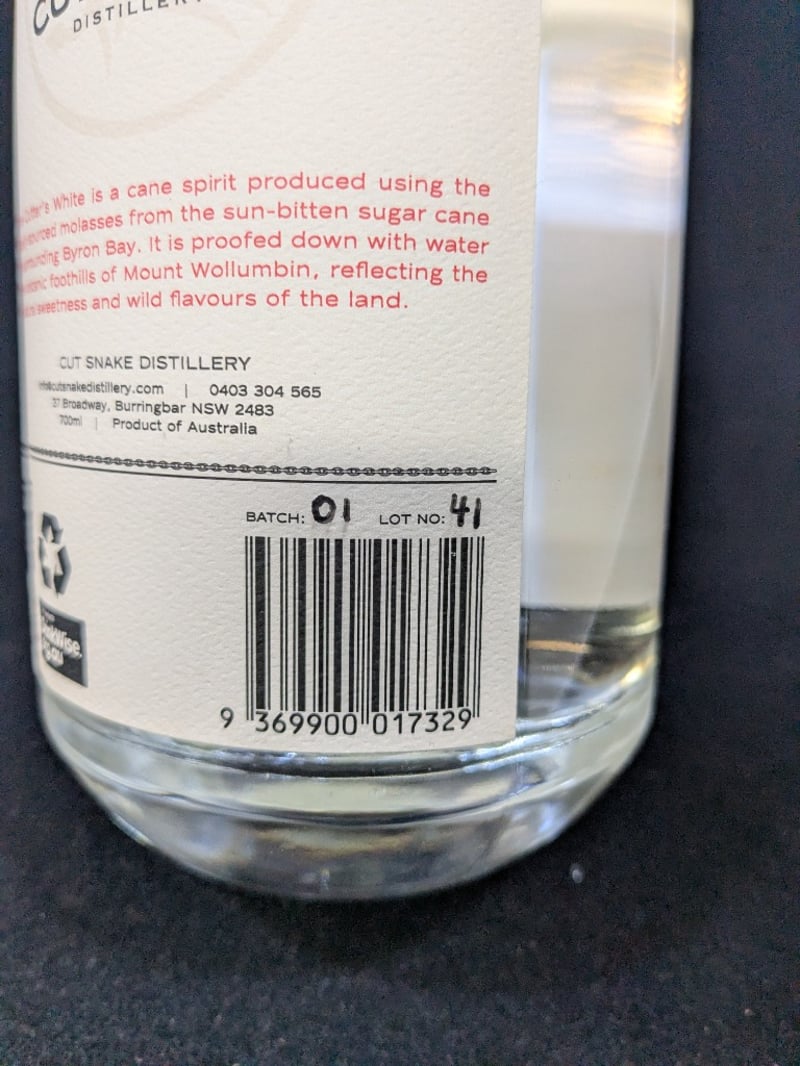 DISTILLERY
White is a cane spirit produced using the
molasses from the sun-bitten sugar cane
Byron Bay. It is proofed down with water
foothills of Mount Wollumbin, reflecting the
sweetness and wild flavours of the land.
CUT SNAKE DISTILLERY
info@cutsnakedistillery.com | 0403 304 565
37 Broadway, Burringbar NSW 2483
700ml | Product of Australia
BATCH: 01 LOT NO: 41
9 369900 017329